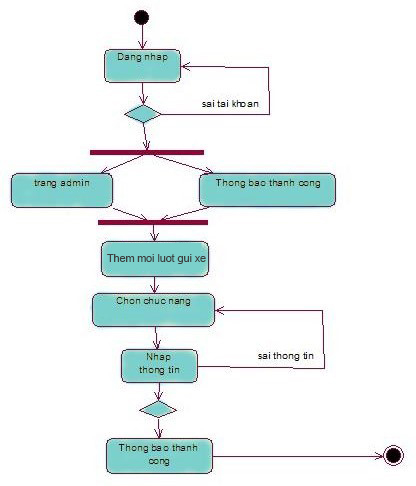 Dang nhap
sai tai khoan
trang admin
Thong bao thanh cong
Them moi luot gui xe
Chon chuc nang
Nhap
thong tin
sai thong tin
Thong bao thanh
cong